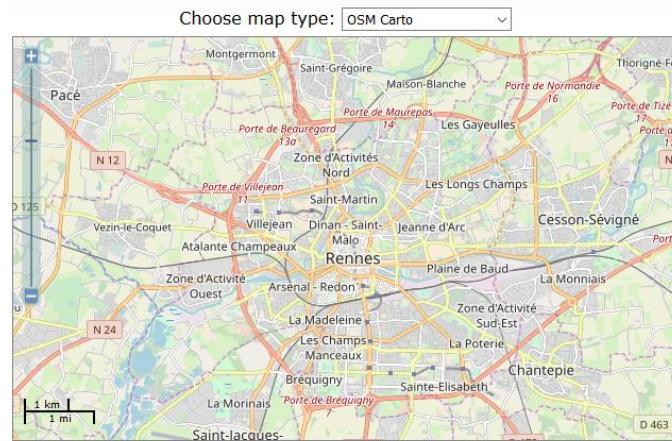 Choose map type: OSM Carto
Montgermont
Saint-Grégoire
Thorigné-F
Maison-Blanche
Pacé
Porte de Normandie
16
Porte de Maurepas
14
Porte de Tizé
Porte de Beauregard
13a
Les Gayeulles
N 12
Zone d'Activités
Nord
Porte de Villejean
11
Les Longs Champs
Saint-Martin
D 125
Vezin-le-Coquet
Villejean
Dinan - Saint-
Malo
Jeanne d'Arc
Cesson-Sévigné
Atalante Champeaux
Rennes
Plaine de Baud
Zone d'Activité
Ouest
Arsenal - Redon
La Monniais
La Madeleine
Zone d'Activité
Sud-Est
N 24
Les Champs
Manceaux
La Poterie
Chantepie
Bréquigny
Sainte-Elisabeth
La Morinais
Porte de Bréquigny
7
1 km
1 mi
D 463
Saint-Jacques-